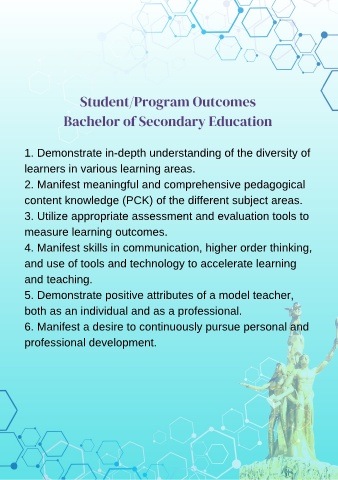 Student/Program Outcomes
Bachelor of Secondary Education
1. Demonstrate in-depth understanding of the diversity of
learners in various learning areas.
2. Manifest meaningful and comprehensive pedagogical
content knowledge (PCK) of the different subject areas.
3. Utilize appropriate assessment and evaluation tools to
measure learning outcomes.
4. Manifest skills in communication, higher order thinking,
and use of tools and technology to accelerate learning
and teaching.
5. Demonstrate positive attributes of a model teacher,
both as an individual and as a professional.
6. Manifest a desire to continuously pursue personal and
professional development.